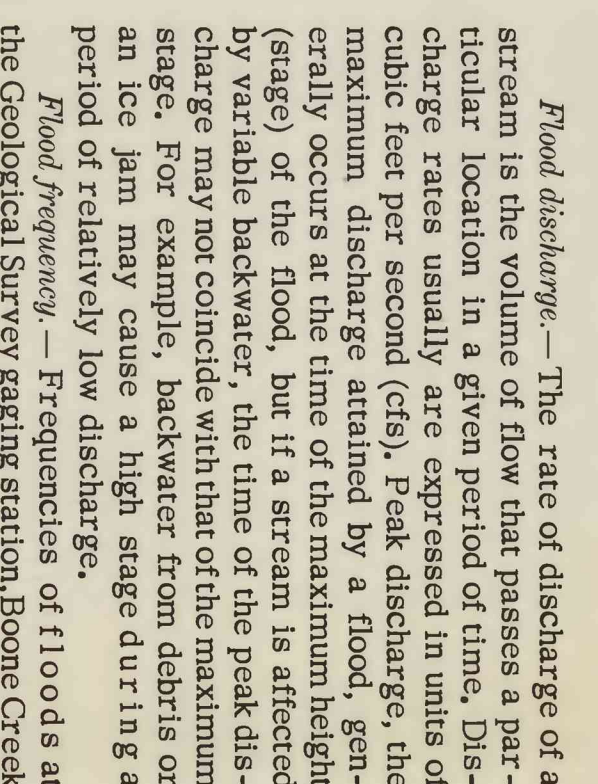 Flood discharge.— The rate of discharge of a
stream is the volume of flow that passes a par
ticular location in a given period of time. Dis-
charge rates usually are expressed in units of
cubic feet per second (cfs). Peak discharge, the
maximum discharge attained by a flood, gen-
erally occurs at the time of the maximum height
(stage) of the flood, but if a stream is affected
by variable backwater, the time of the peak dis-
charge may not coincide with that of the maximum
stage. For example, backwater from debris or
an ice jam may cause a high stage during a
period of relatively low discharge.
Flood frequency.— Frequencies of floods at
the Geological Survey gaging station, Boone Creek